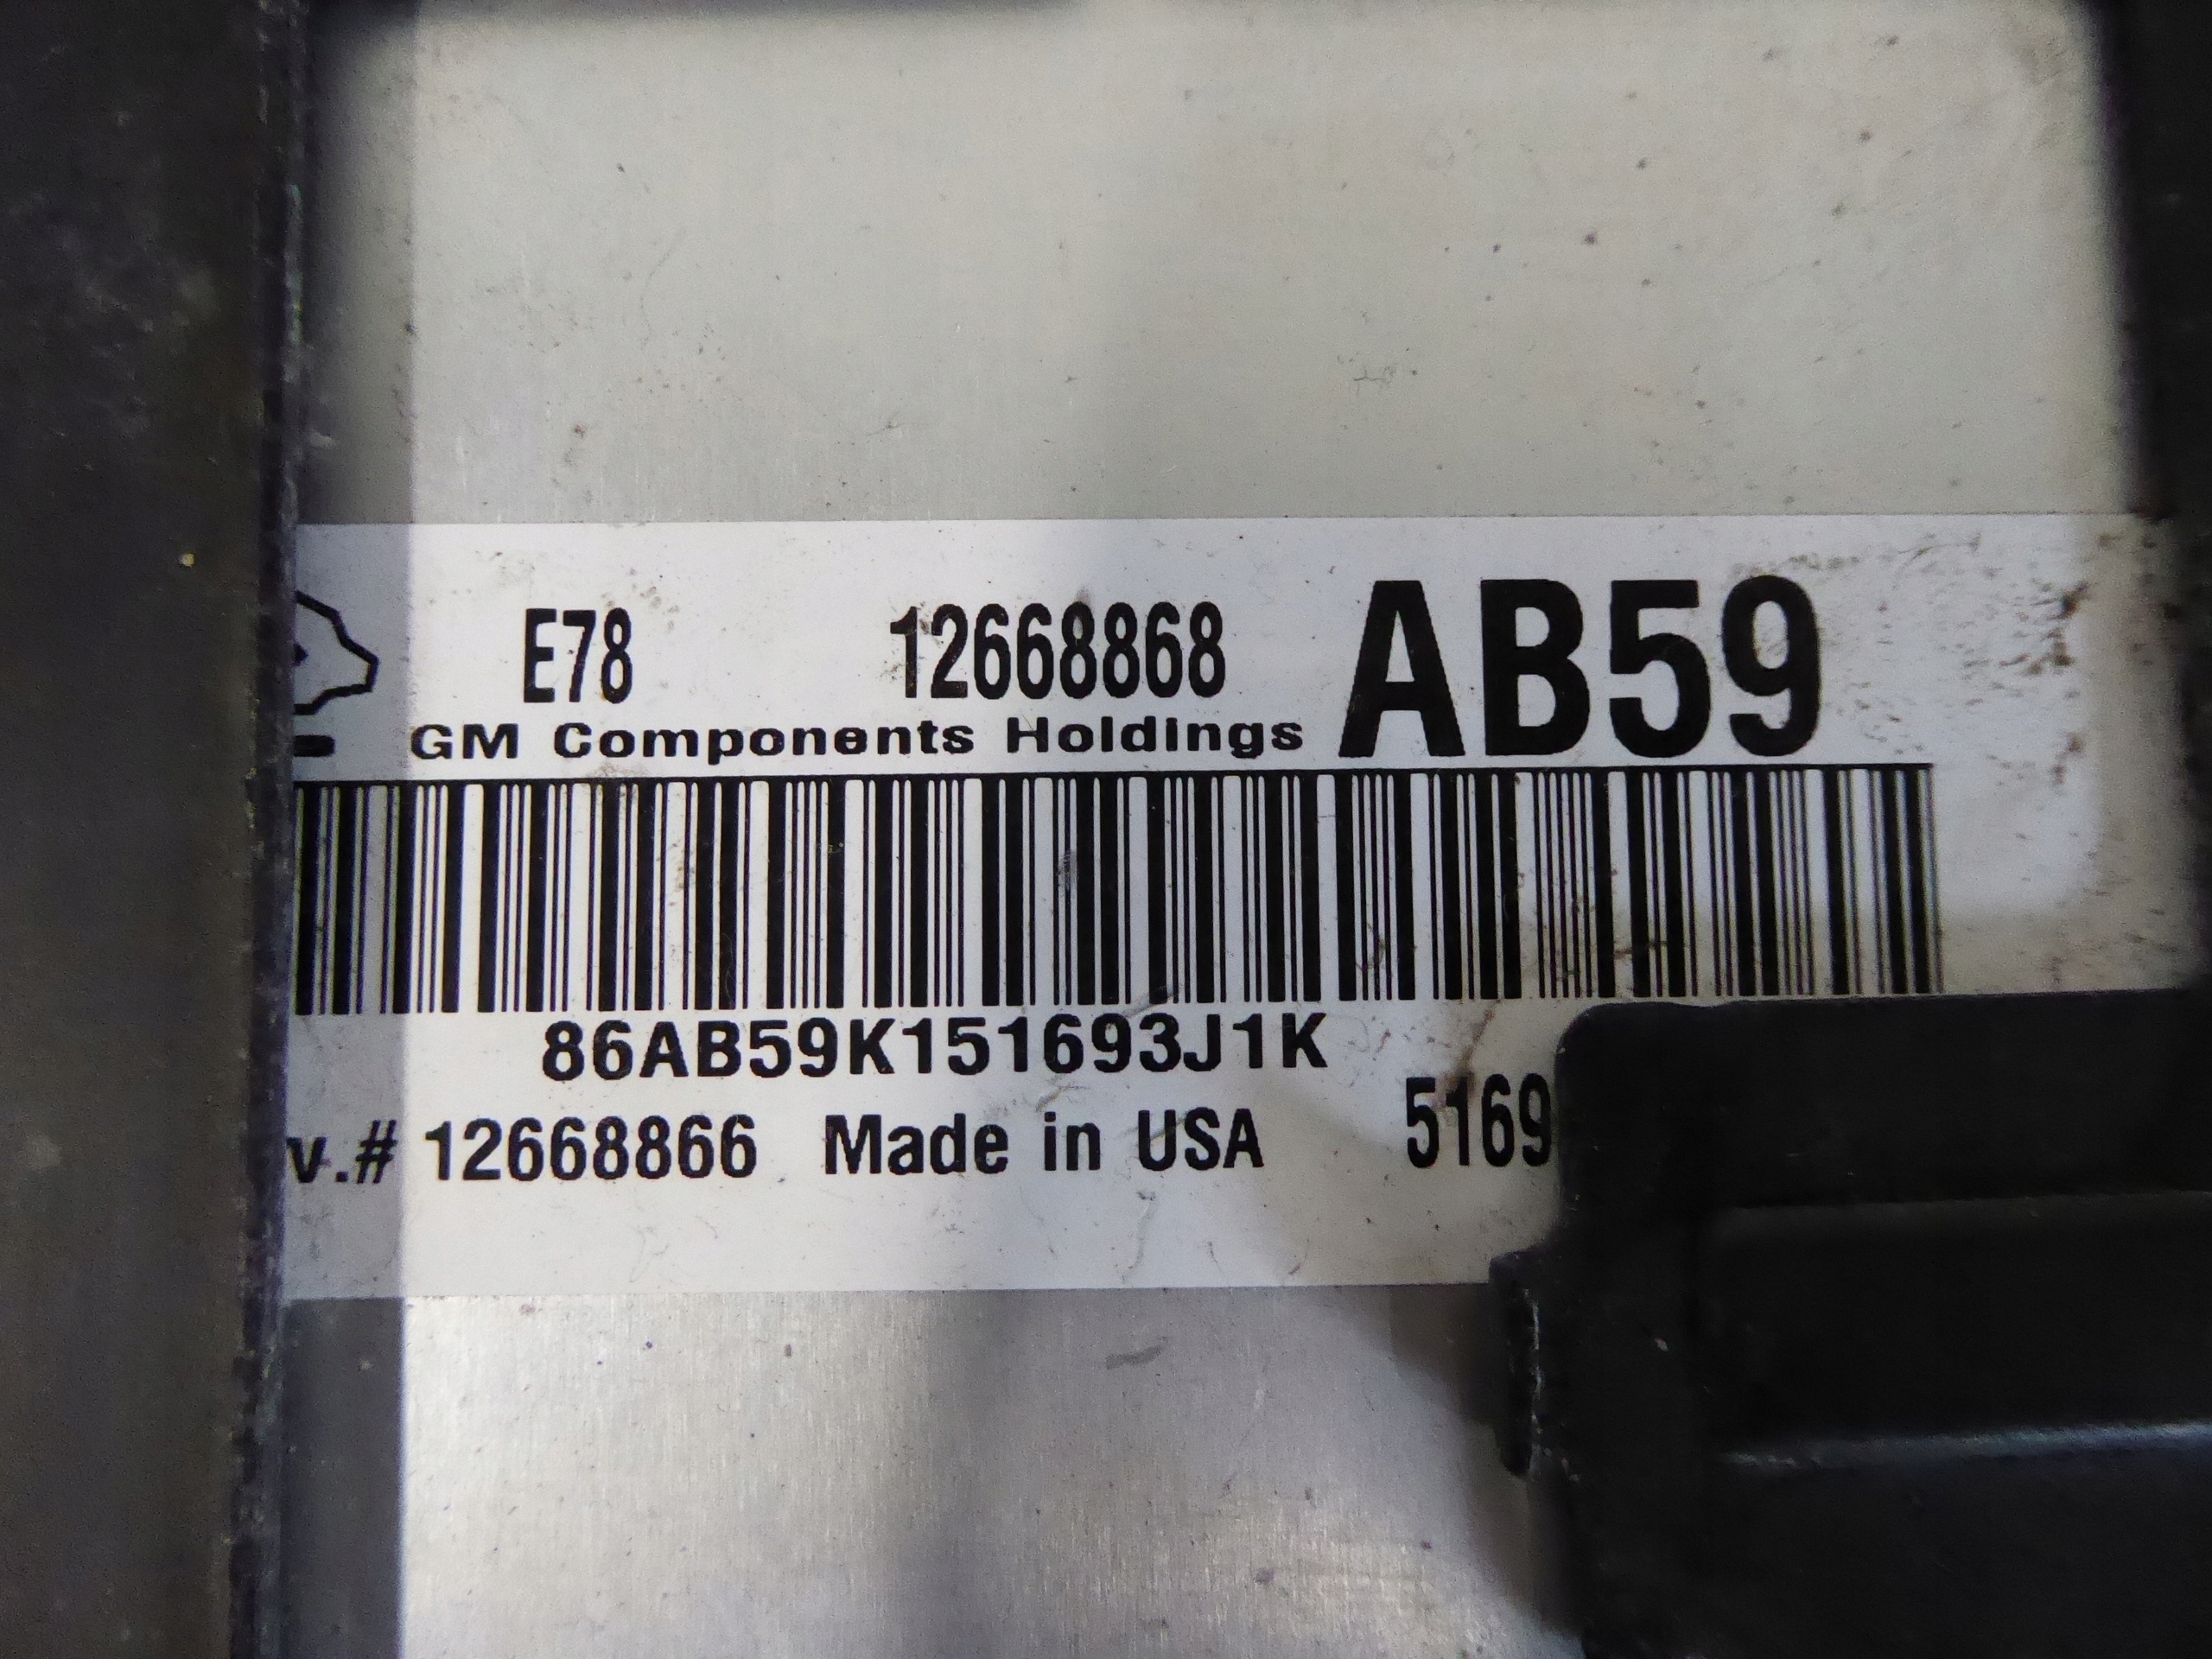 E78 12668868 AB59
GM Components Holdings
86AB59K151693J1K
v.# 12668866 Made in USA 5169